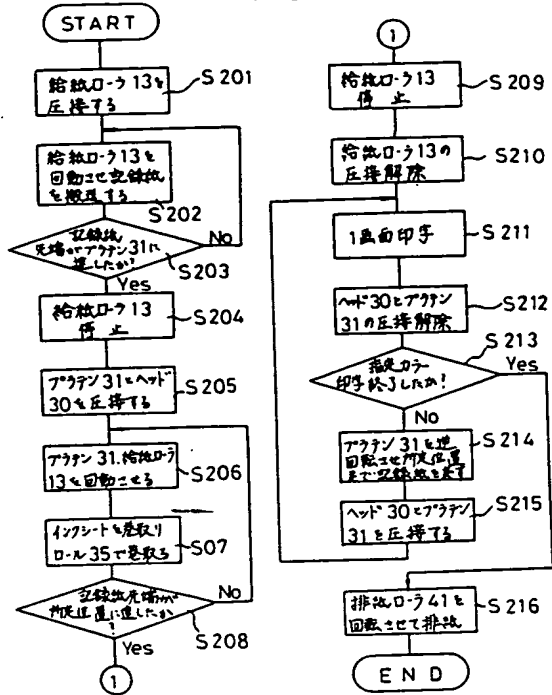 START
給紙ローラ13を
圧接する
S201
給紙ローラ13を
回動させ記録紙
を搬送する
S202
記録紙
先端がプラテン31に
達したか?
No
S203
Yes
給紙ローラ13
停止
S204
プラテン31とヘッド
30を圧接する
S205
プラテン31.給紙ローラ
13を回動させる
S206
インクシートを巻取り
ロール35で巻取る
S07
記録紙先端が
所定位置に達したか
?
No
S208
Yes
1
1
給紙ローラ13
停止
S209
給紙ローラ13の
圧接解除
S210
1画面印字
S211
ヘッド30とプラテン
31の圧接解除
S212
指定カラー
印字終了したか?
S213
Yes
No
プラテン31を逆
回転させ所定位置
まで記録紙を戻す
S214
ヘッド30とプラテン
31を圧接する
S215
排紙ローラ41を
回転させて排紙
S216
END